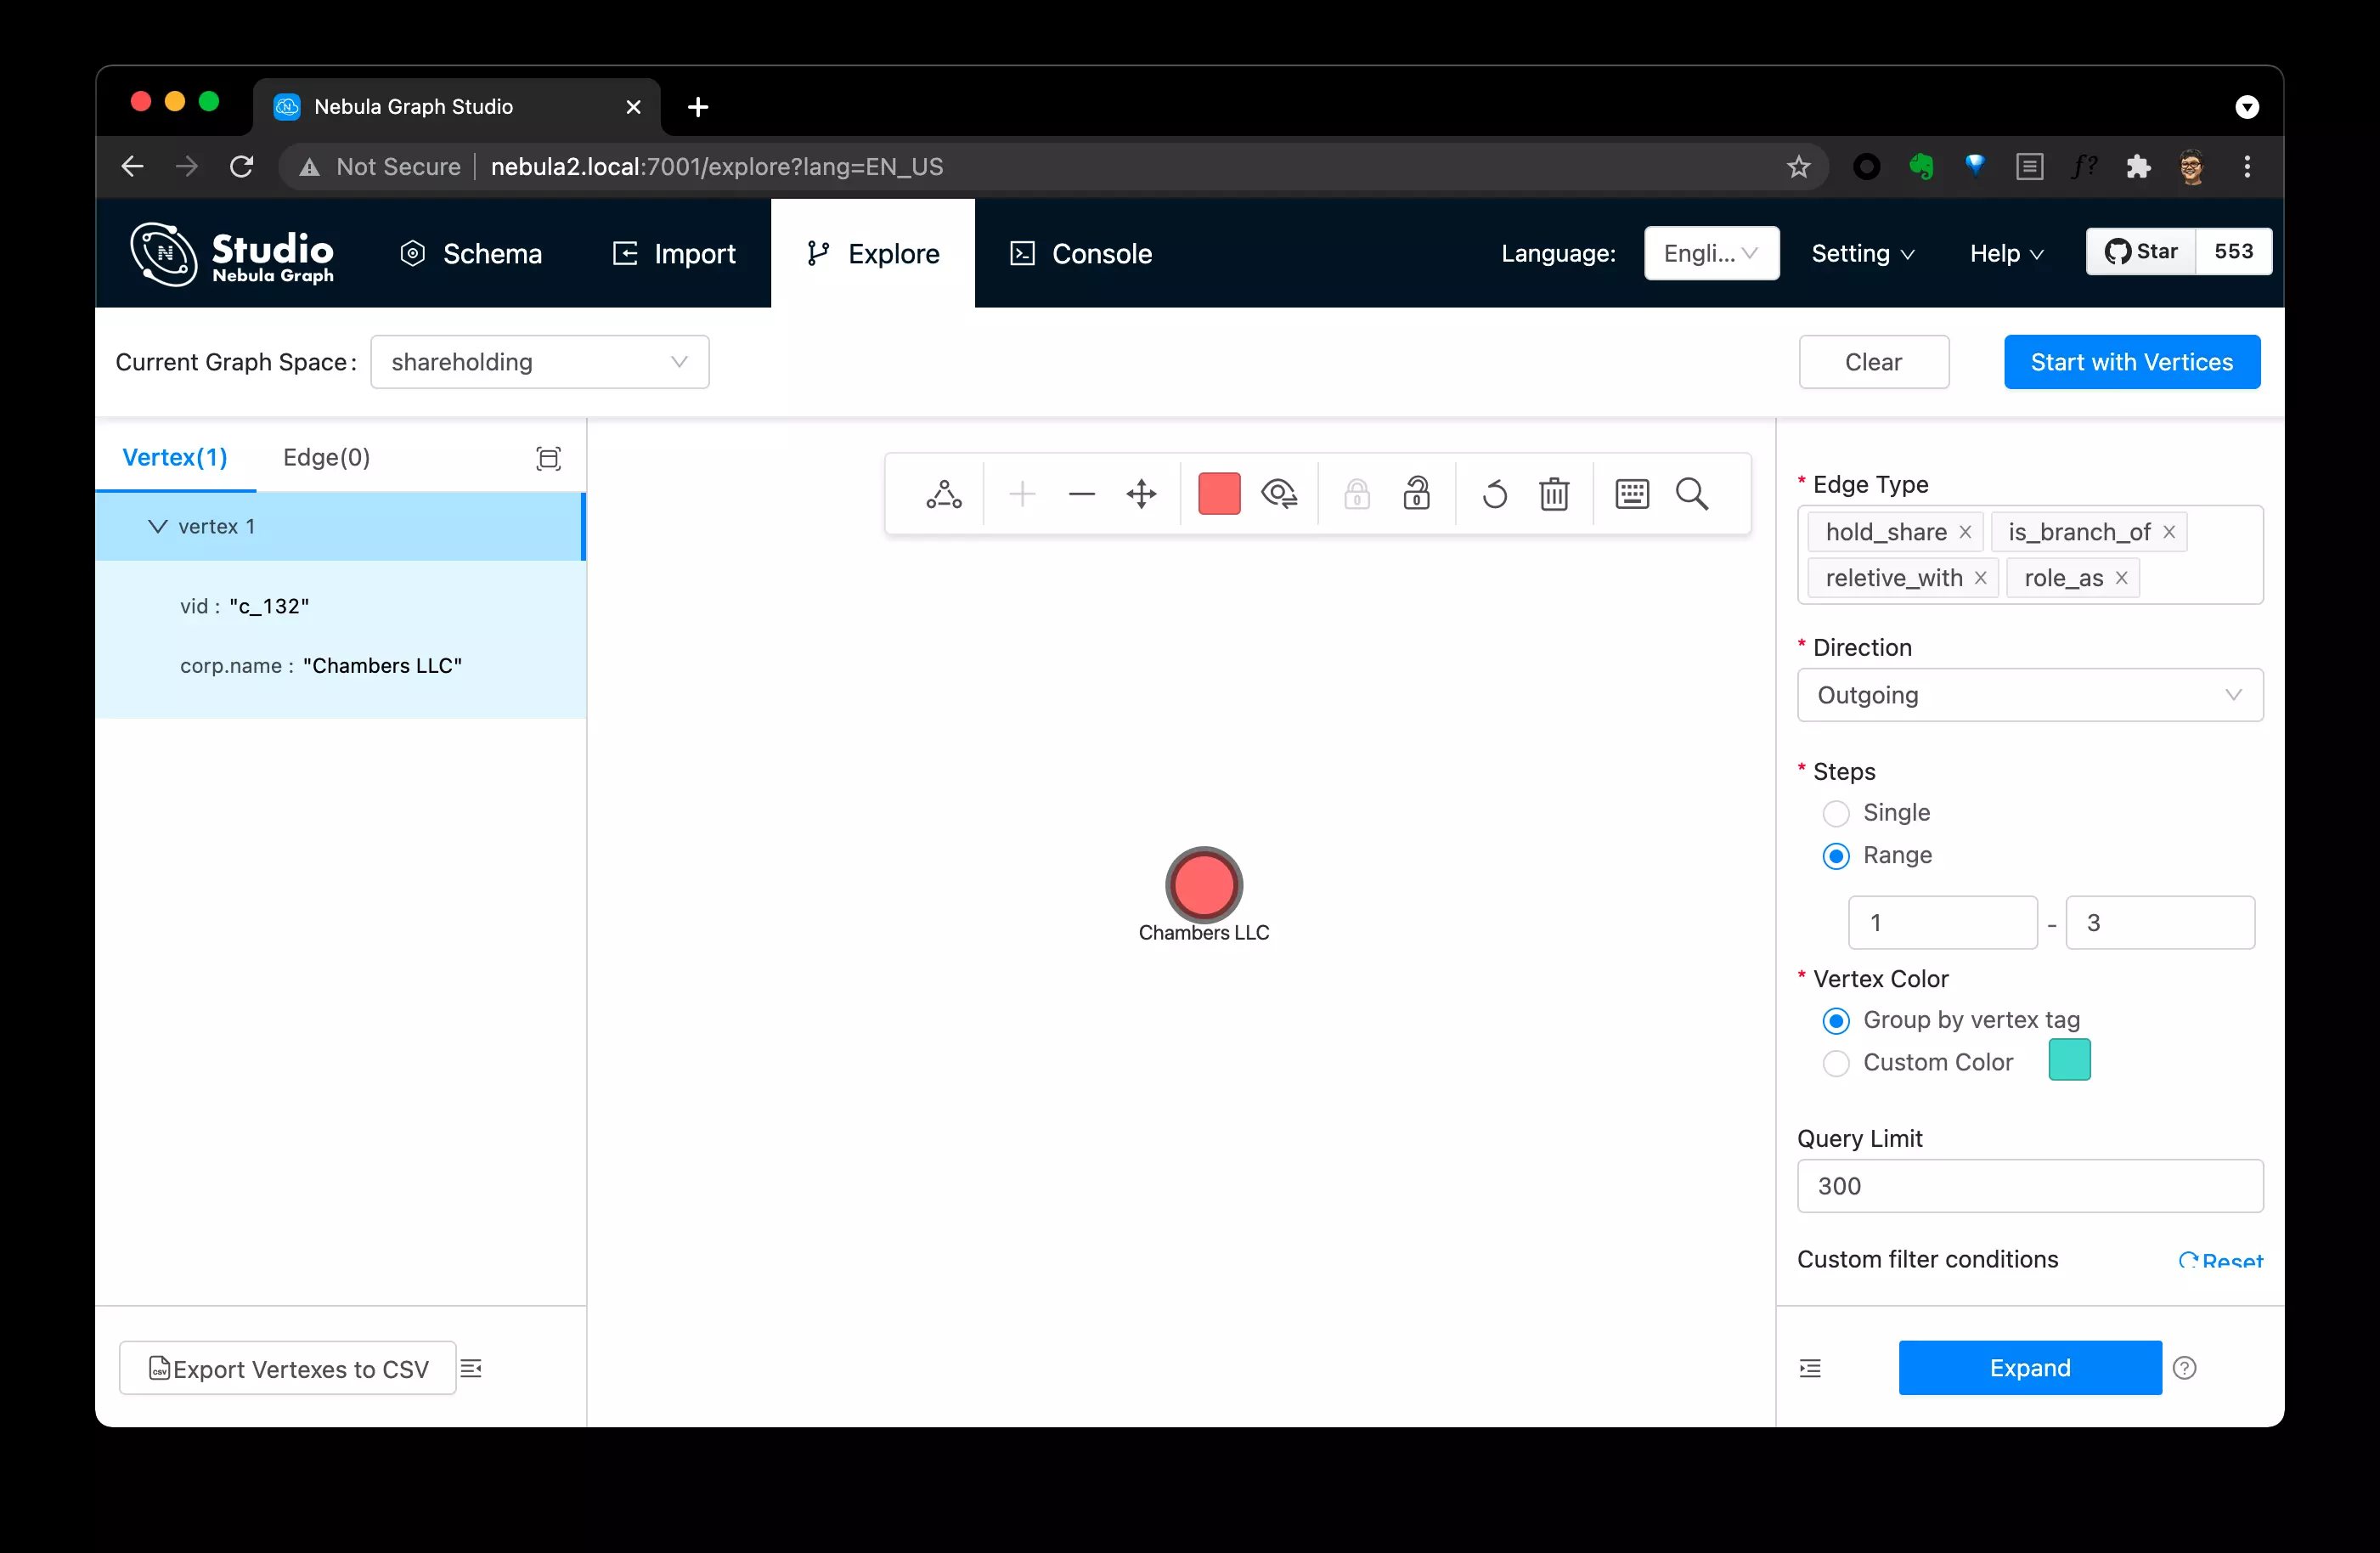 Nebula Graph Studio
Not Secure nebula2.local:7001/explore?lang=EN_US
Studio
Nebula Graph
Schema
Import
Explore
Console
Language:
Engli...
Setting
Help
Star
553
Current Graph Space:
shareholding
Clear
Start with Vertices
Vertex(1)
Edge(0)
vertex 1
vid : "c_132"
corp.name : "Chambers LLC"
Export Vertexes to CSV
Chambers LLC
* Edge Type
hold_share
is_branch_of
reletive_with
role_as
* Direction
Outgoing
* Steps
Single
Range
1 - 3
* Vertex Color
Group by vertex tag
Custom Color
Query Limit
300
Custom filter conditions
Reset
Expand